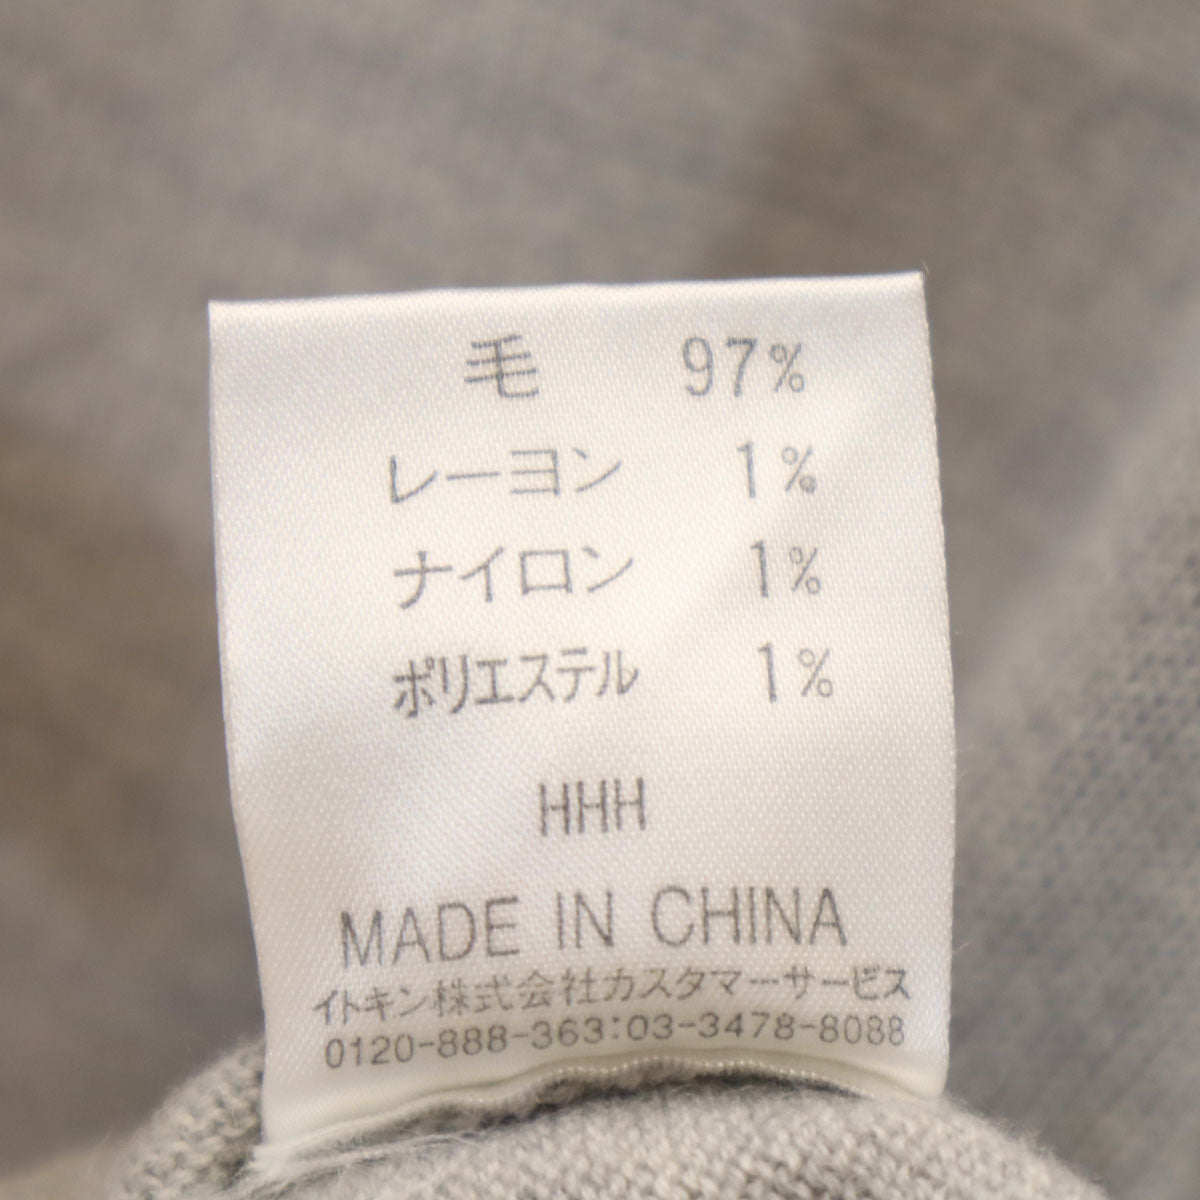 毛 97%
レーヨン 1%
ナイロン 1%
ポリエステル 1%
HHH
MADE IN CHINA
イトキン株式会社カスタマーサービス
0120-888-363:03-3478-8088